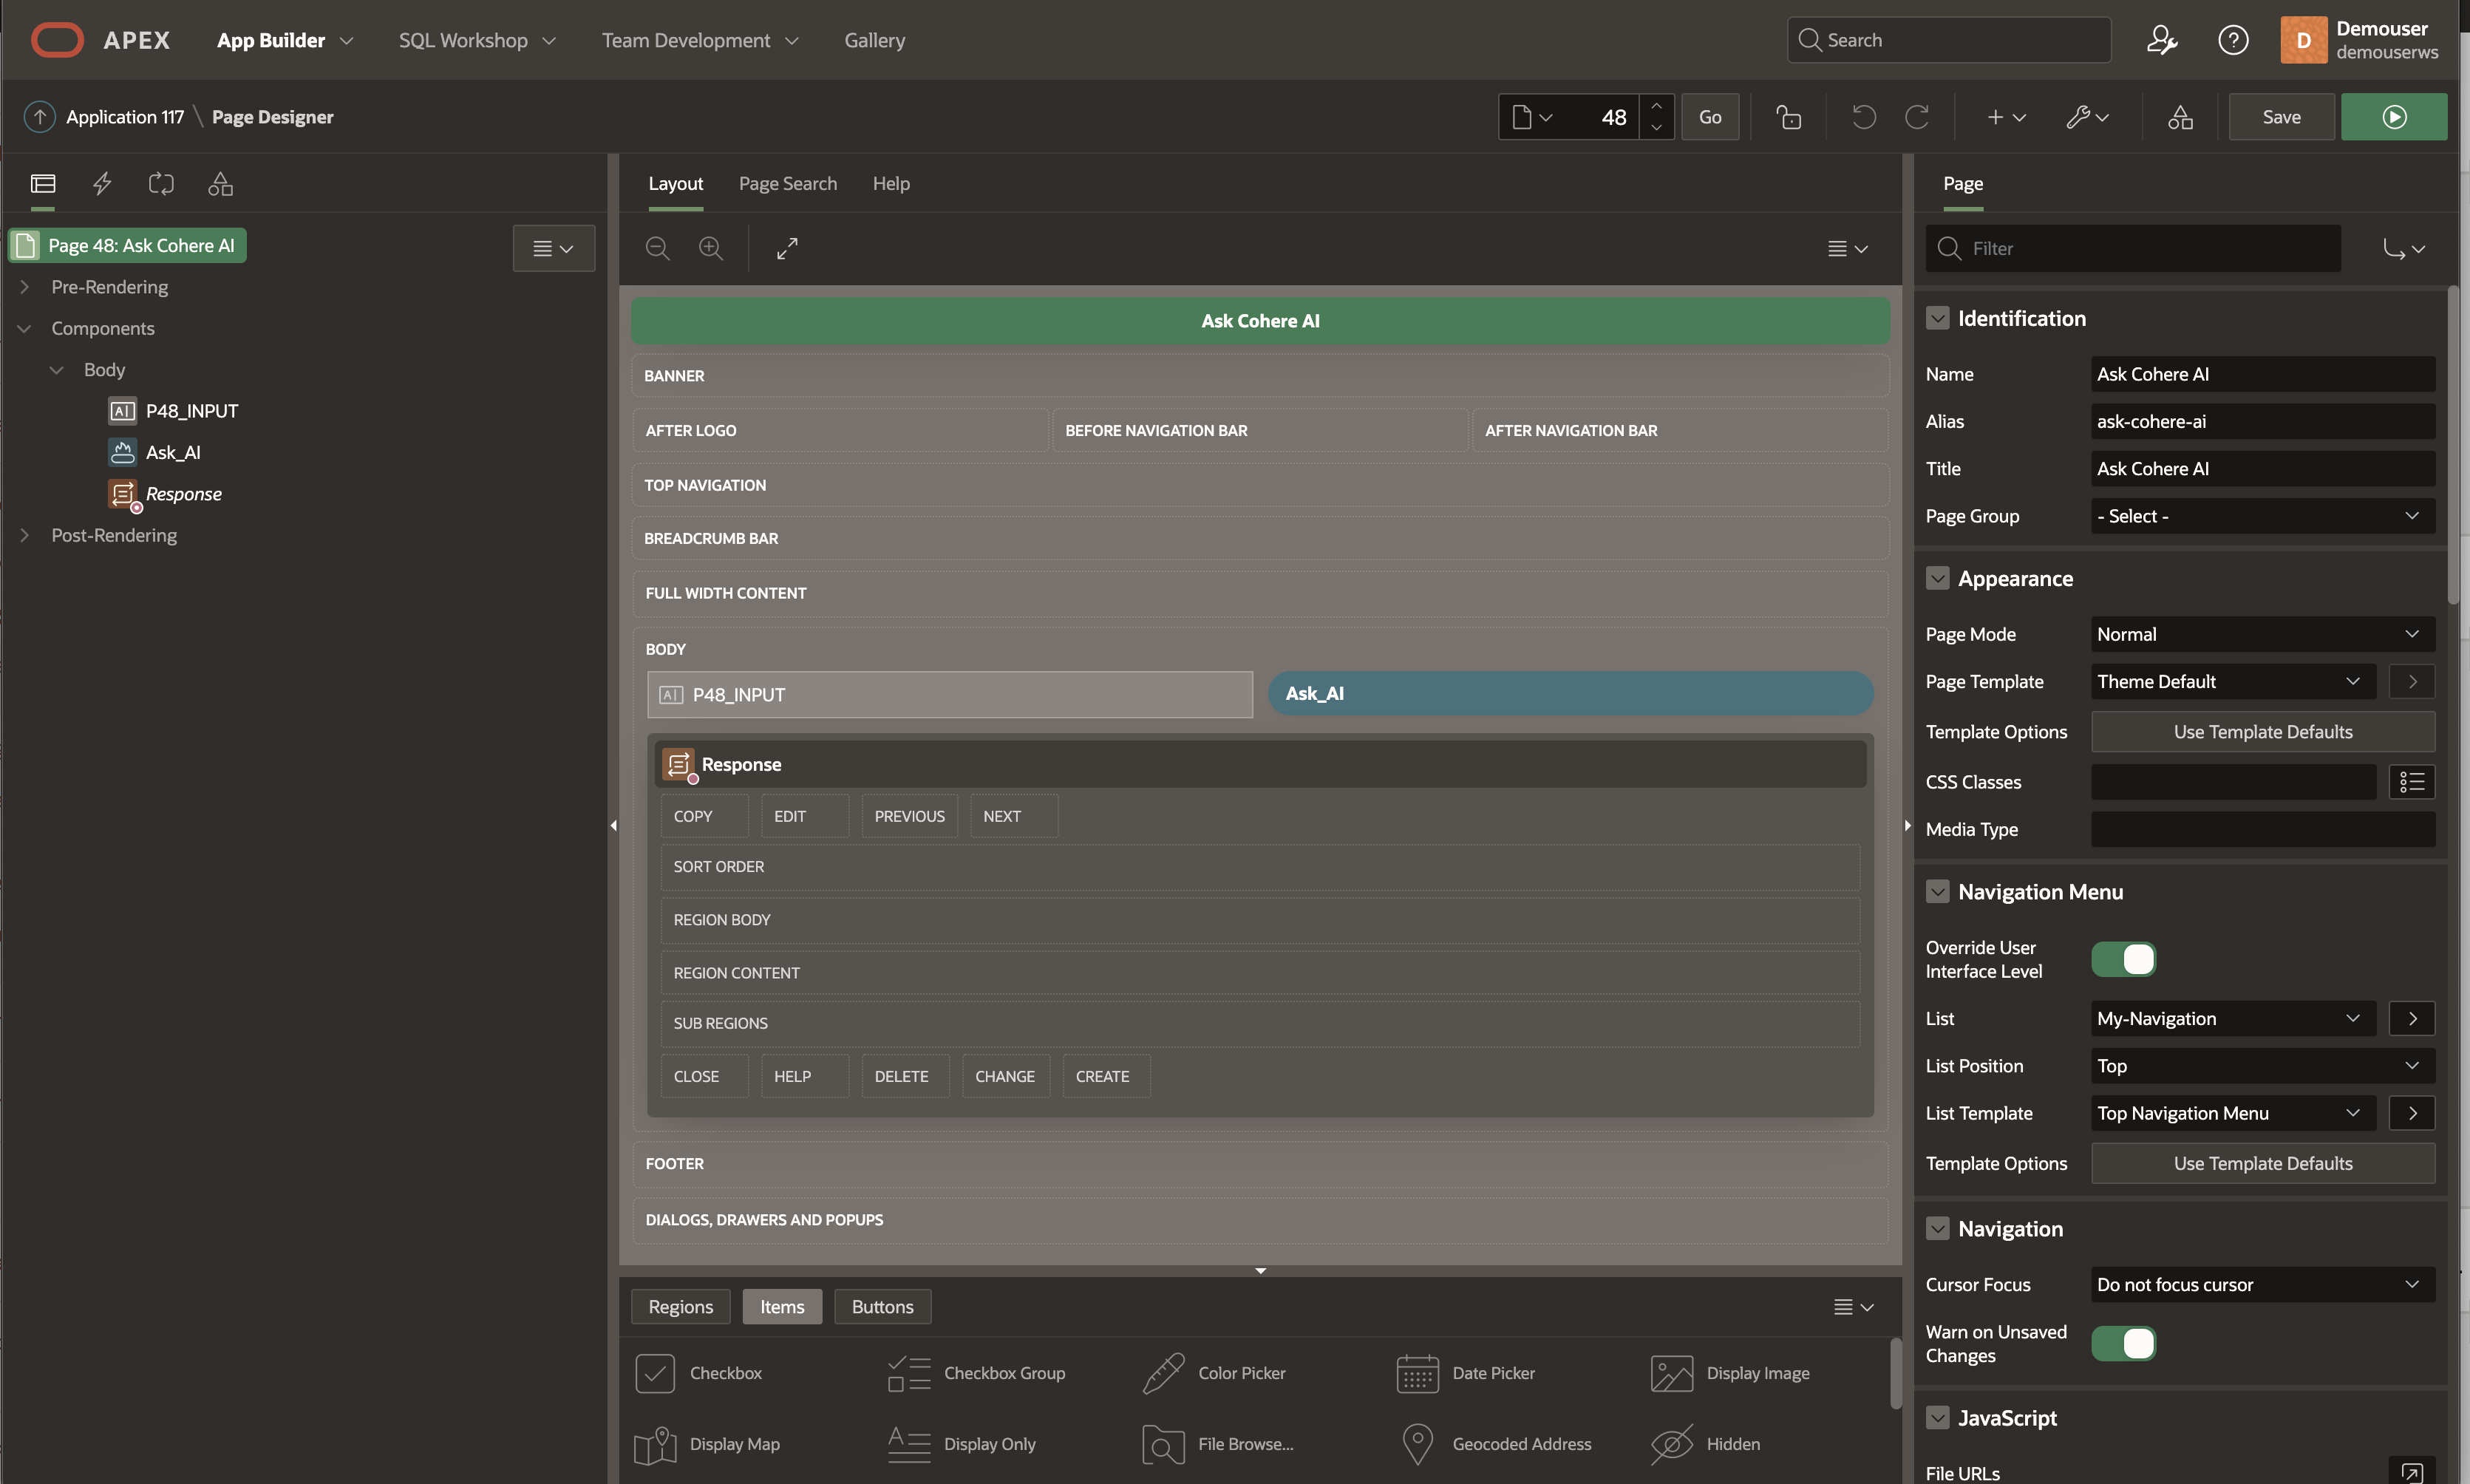 APEX App Builder SQL Workshop Team Development Gallery Search D Demouser
demouserws
Application 117 \ Page Designer 48 Go Save
Layout Page Search Help
Page
Page 48: Ask Cohere AI
Pre-Rendering
Components
Body
P48_INPUT
Ask_AI
Response
Post-Rendering
Ask Cohere AI
BANNER
AFTER LOGO BEFORE NAVIGATION BAR AFTER NAVIGATION BAR
TOP NAVIGATION
BREADCRUMB BAR
FULL WIDTH CONTENT
BODY
P48_INPUT Ask_AI
Response
COPY EDIT PREVIOUS NEXT
SORT ORDER
REGION BODY
REGION CONTENT
SUB REGIONS
CLOSE HELP DELETE CHANGE CREATE
FOOTER
DIALOGS, DRAWERS AND POPUPS
Regions Items Buttons
Checkbox Checkbox Group Color Picker Date Picker Display Image
Display Map Display Only File Browse... Geocoded Address Hidden
Filter
Identification
Name Ask Cohere AI
Alias ask-cohere-ai
Title Ask Cohere AI
Page Group - Select -
Appearance
Page Mode Normal
Page Template Theme Default
Template Options Use Template Defaults
CSS Classes
Media Type
Navigation Menu
Override User
Interface Level
List My-Navigation
List Position Top
List Template Top Navigation Menu
Template Options Use Template Defaults
Navigation
Cursor Focus Do not focus cursor
Warn on Unsaved
Changes
JavaScript
File URLs